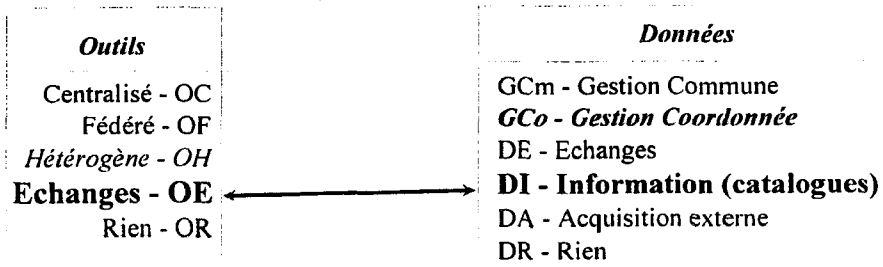 Outils
Centralisé - OC
Fédéré - OF
Hétérogène - OH
Echanges - OE
Rien - OR
Données
GCm - Gestion Commune
GCo - Gestion Coordonnée
DE - Echanges
DI - Information (catalogues)
DA - Acquisition externe
DR - Rien